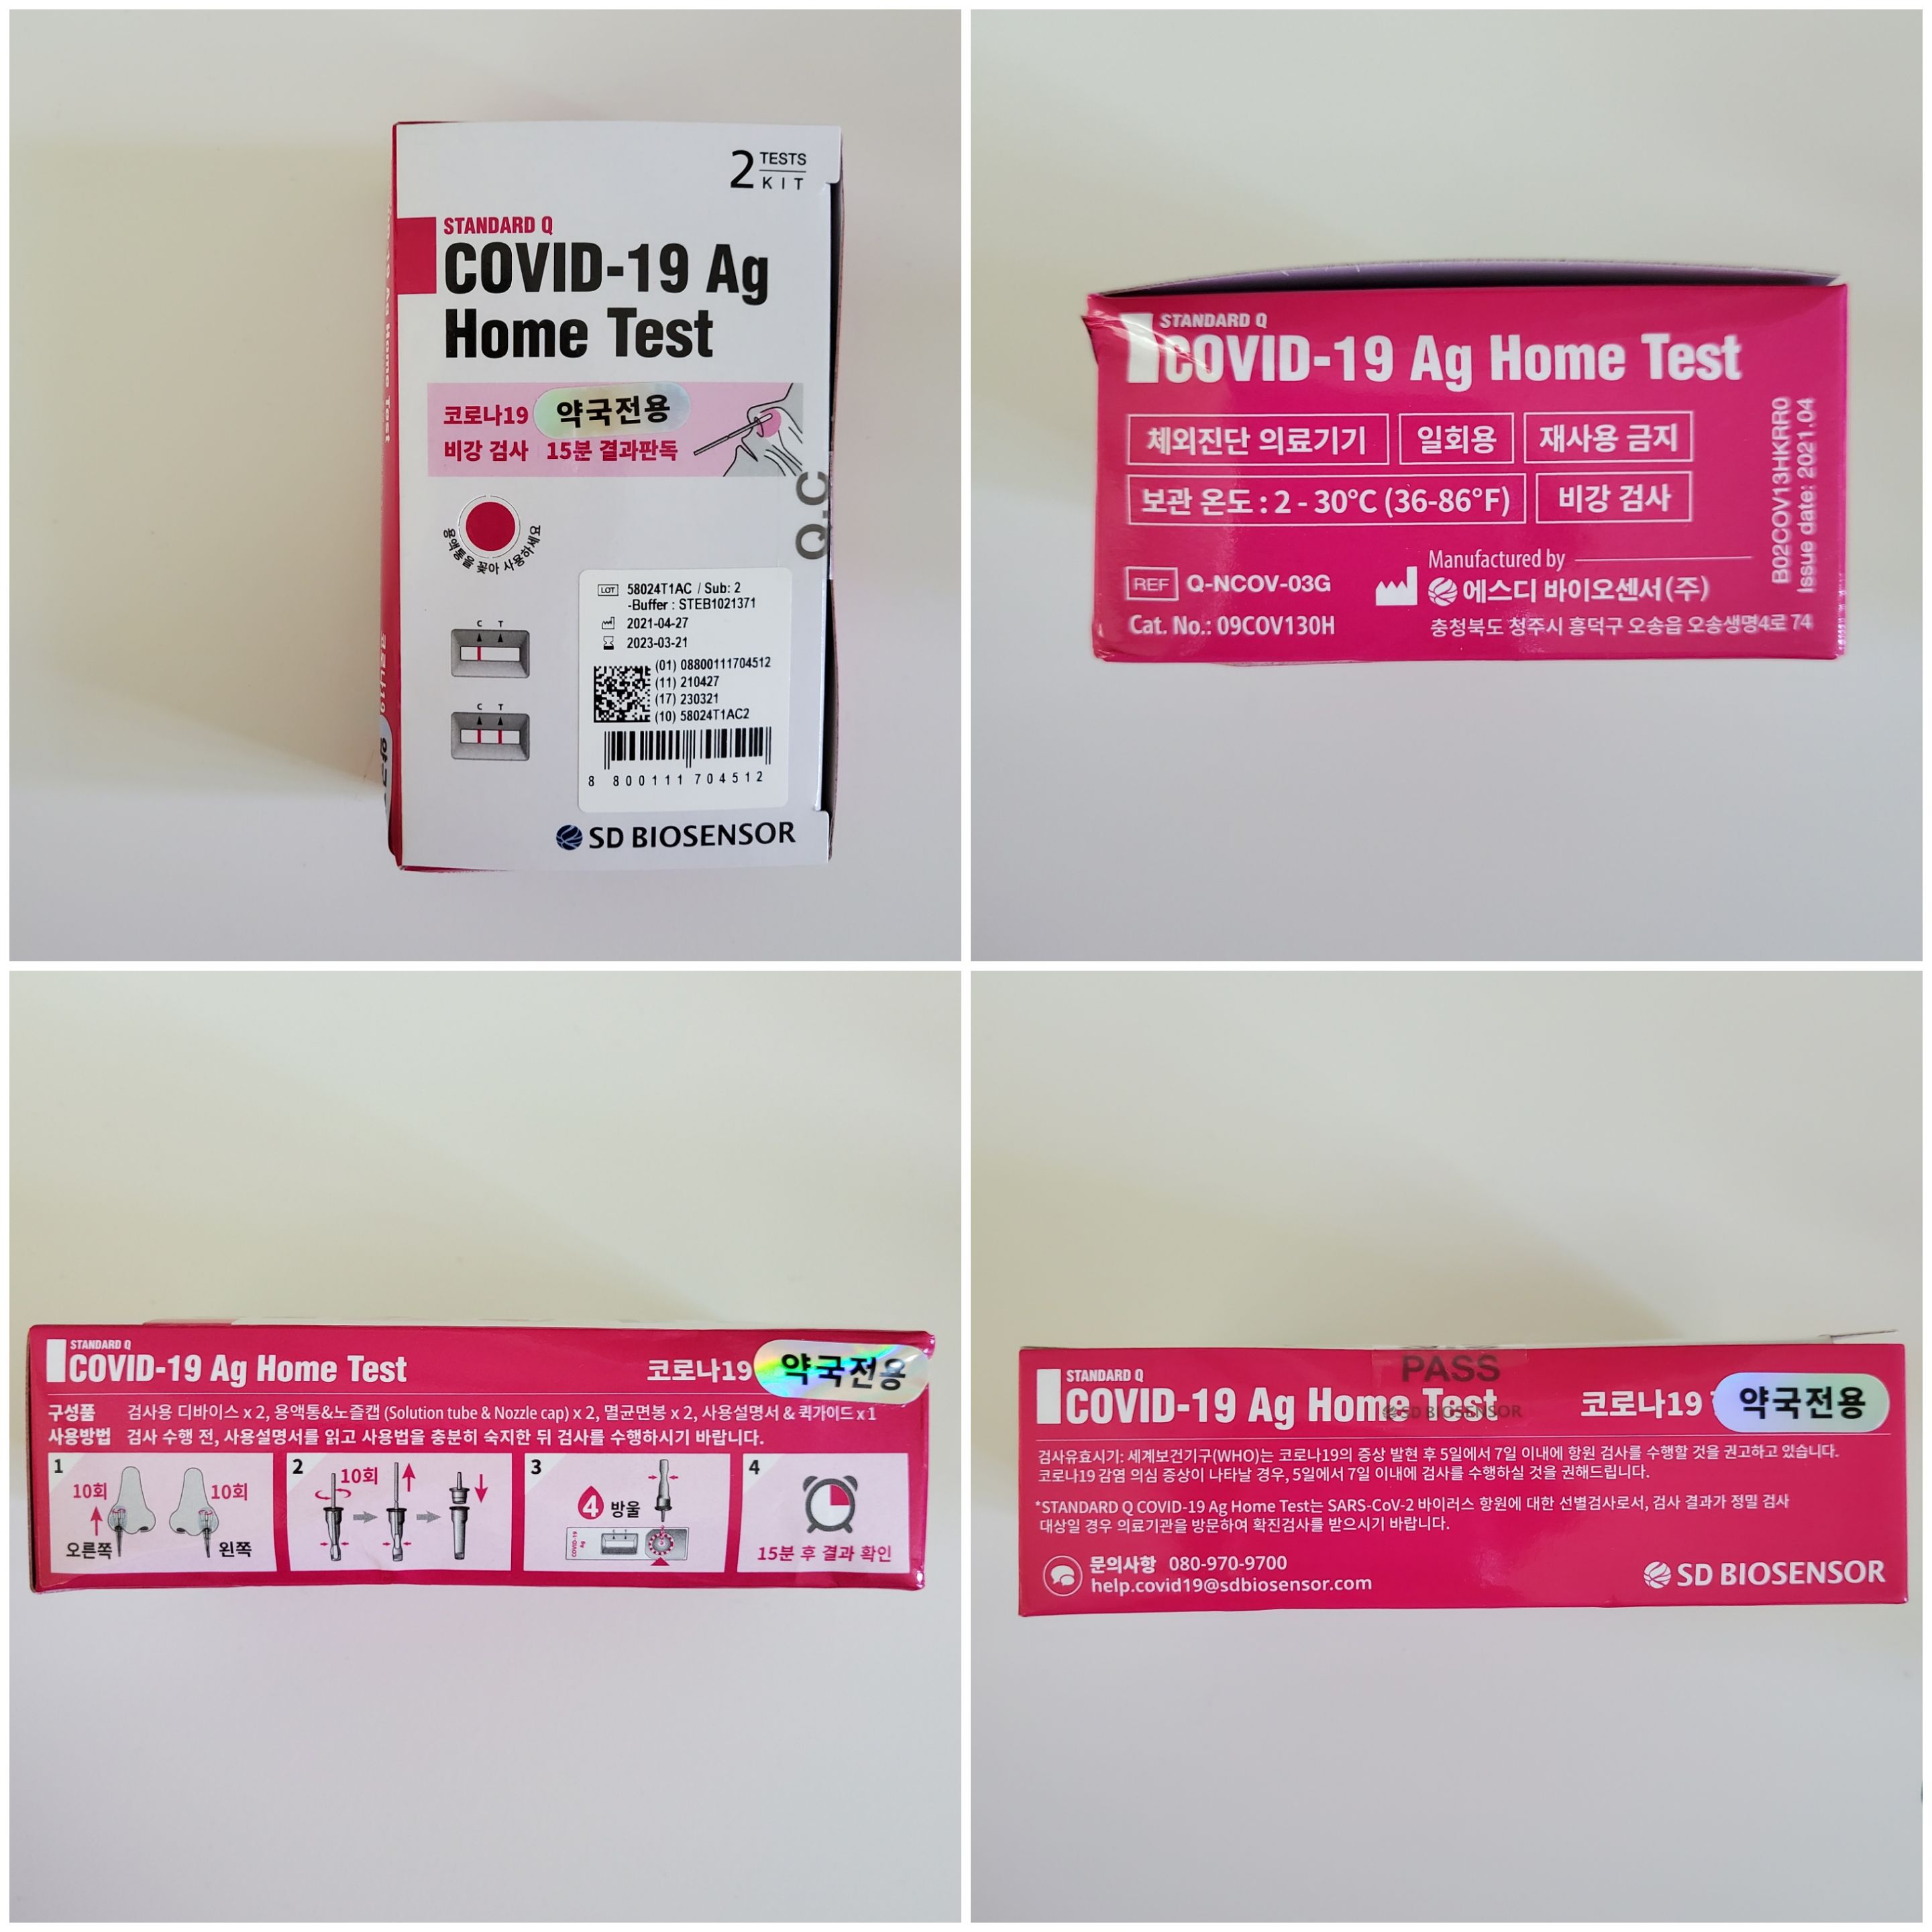 2 TESTS
KIT
STANDARD Q
COVID-19 Ag
Home Test
코로나19 약국전용
비강 검사 15분 결과판독
Q.C
용액통을 꽂아 사용하세요
C T
C T
LOT 58024T1AC / Sub: 2
-Buffer : STEB1021371
2021-04-27
2023-03-21
(01) 08800111704512
(11) 210427
(17) 230321
(10) 58024T1AC2
8 800111 704512
SD BIOSENSOR
STANDARD Q
COVID-19 Ag Home Test
체외진단 의료기기 일회용 재사용 금지
보관 온도 : 2 - 30°C (36-86°F) 비강 검사
B02COV13HKRR0
Issue date: 2021.04
Manufactured by
REF Q-NCOV-03G 에스디 바이오센서(주)
Cat. No.: 09COV130H 충청북도 청주시 흥덕구 오송읍 오송생명4로 74
STANDARD Q
COVID-19 Ag Home Test 코로나19 약국전용
구성품 검사용 디바이스 x 2, 용액통&노즐캡 (Solution tube & Nozzle cap) x 2, 멸균면봉 x 2, 사용설명서 & 퀵가이드 x 1
사용방법 검사 수행 전, 사용설명서를 읽고 사용법을 충분히 숙지한 뒤 검사를 수행하시기 바랍니다.
1 10회 10회
오른쪽 왼쪽
2 10회
3 4 방울
COVID-19 Ag
4
15분 후 결과 확인
PASS
SD BIOSENSOR
STANDARD Q
COVID-19 Ag Home Test 코로나19 약국전용
검사유효시기: 세계보건기구(WHO)는 코로나19의 증상 발현 후 5일에서 7일 이내에 항원 검사를 수행할 것을 권고하고 있습니다.
코로나19 감염 의심 증상이 나타날 경우, 5일에서 7일 이내에 검사를 수행하실 것을 권해드립니다.
*STANDARD Q COVID-19 Ag Home Test는 SARS-CoV-2 바이러스 항원에 대한 선별검사로서, 검사 결과가 정밀 검사
대상일 경우 의료기관을 방문하여 확진검사를 받으시기 바랍니다.
문의사항 080-970-9700
help.covid19@sdbiosensor.com
SD BIOSENSOR